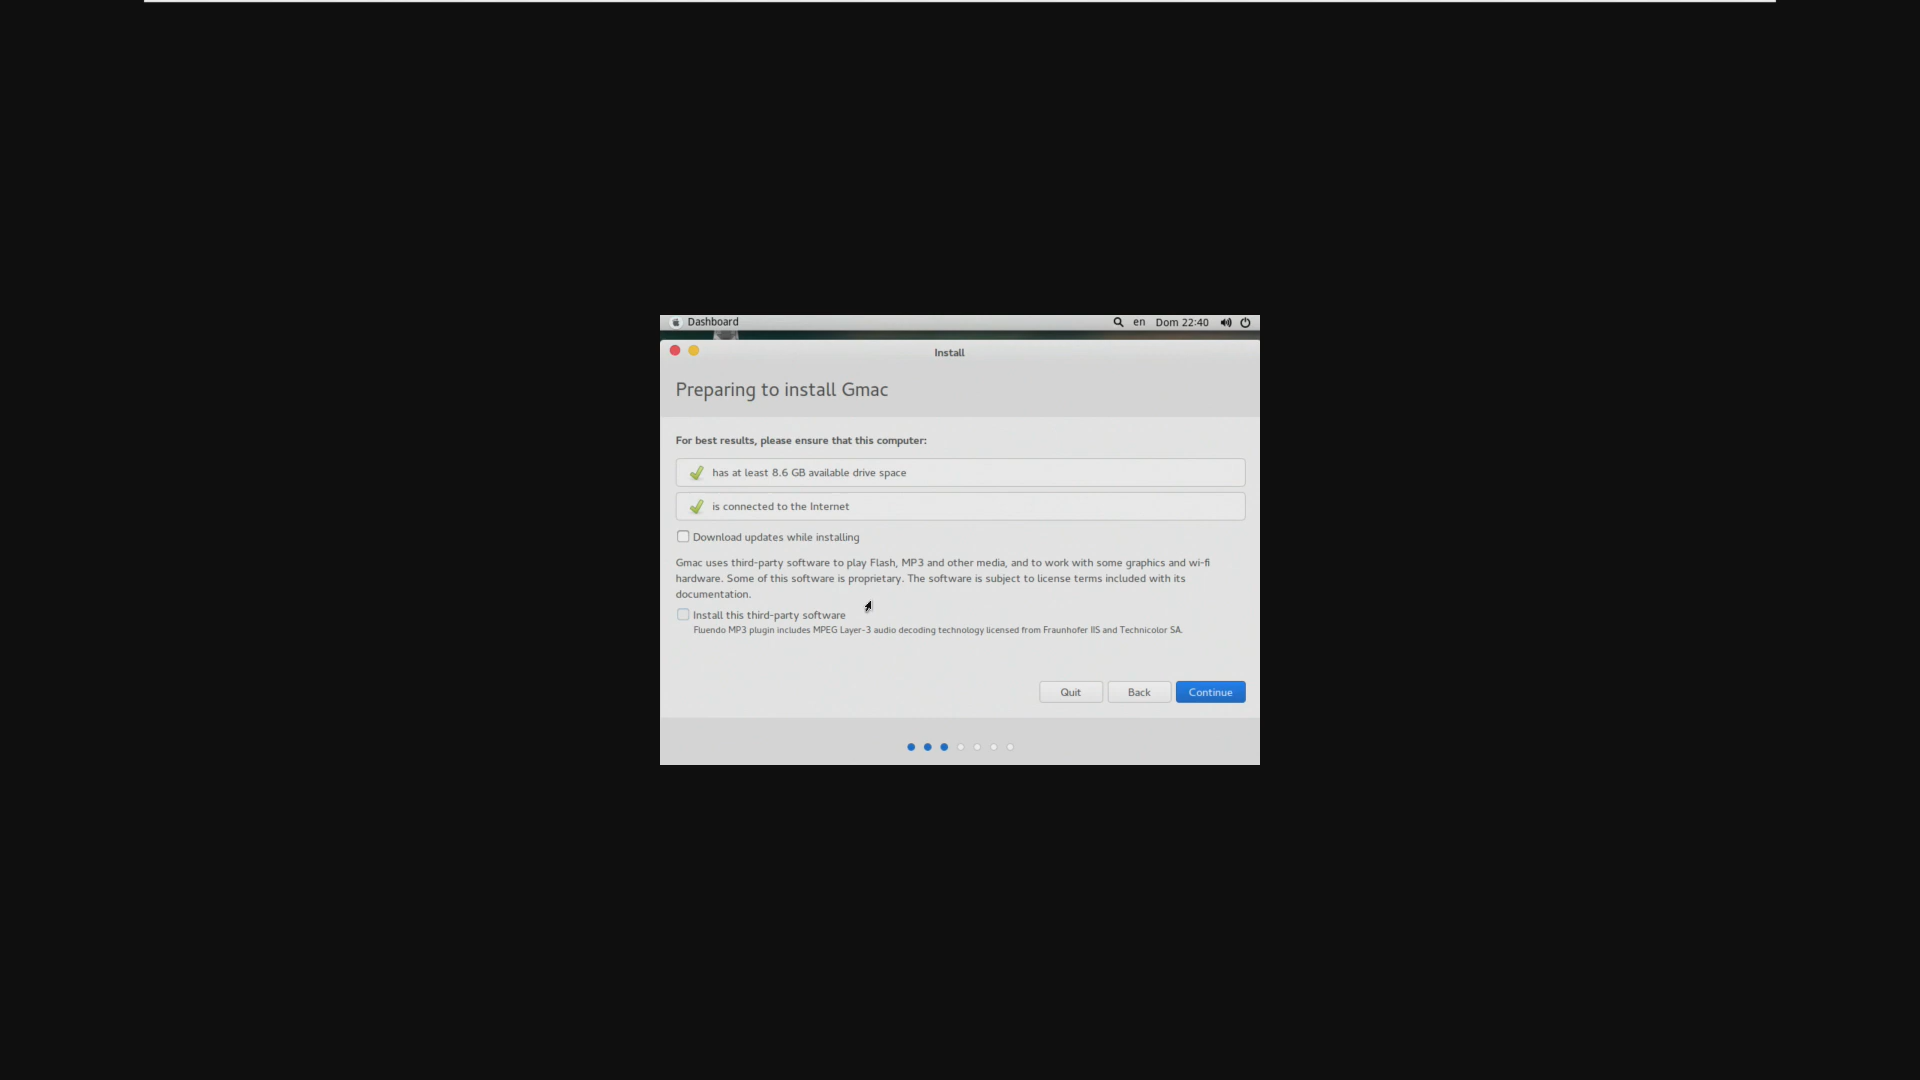 Dashboard
en Dom 22:40
Install
Preparing to install Gmac
For best results, please ensure that this computer:
has at least 8.6 GB available drive space
is connected to the Internet
Download updates while installing
Gmac uses third-party software to play Flash, MP3 and other media, and to work with some graphics and wi-fi
hardware. Some of this software is proprietary. The software is subject to license terms included with its
documentation.
Install this third-party software
Fluendo MP3 plugin includes MPEG Layer-3 audio decoding technology licensed from Fraunhofer IIS and Technicolor SA.
Quit Back Continue